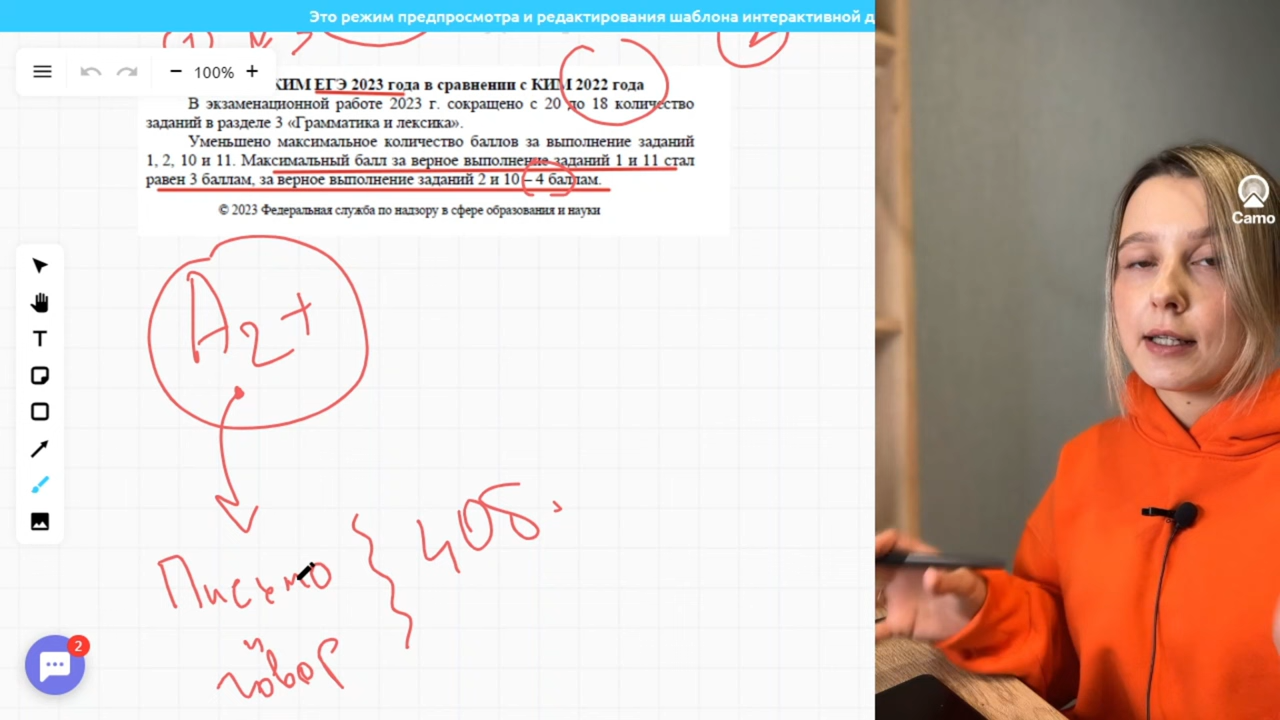 Это режим предпросмотра и редактирования шаблона интерактивной д
100%
КИМ ЕГЭ 2023 года в сравнении с КИМ 2022 года
В экзаменационной работе 2023 г. сокращено с 20 до 18 количество
заданий в разделе 3 «Грамматика и лексика».
Уменьшено максимальное количество баллов за выполнение заданий
1, 2, 10 и 11. Максимальный балл за верное выполнение заданий 1 и 11 стал
равен 3 баллам, за верное выполнение заданий 2 и 10 – 4 баллам.
© 2023 Федеральная служба по надзору в сфере образования и науки
Camo
T
A2+
Письмо
говор
40б.
2